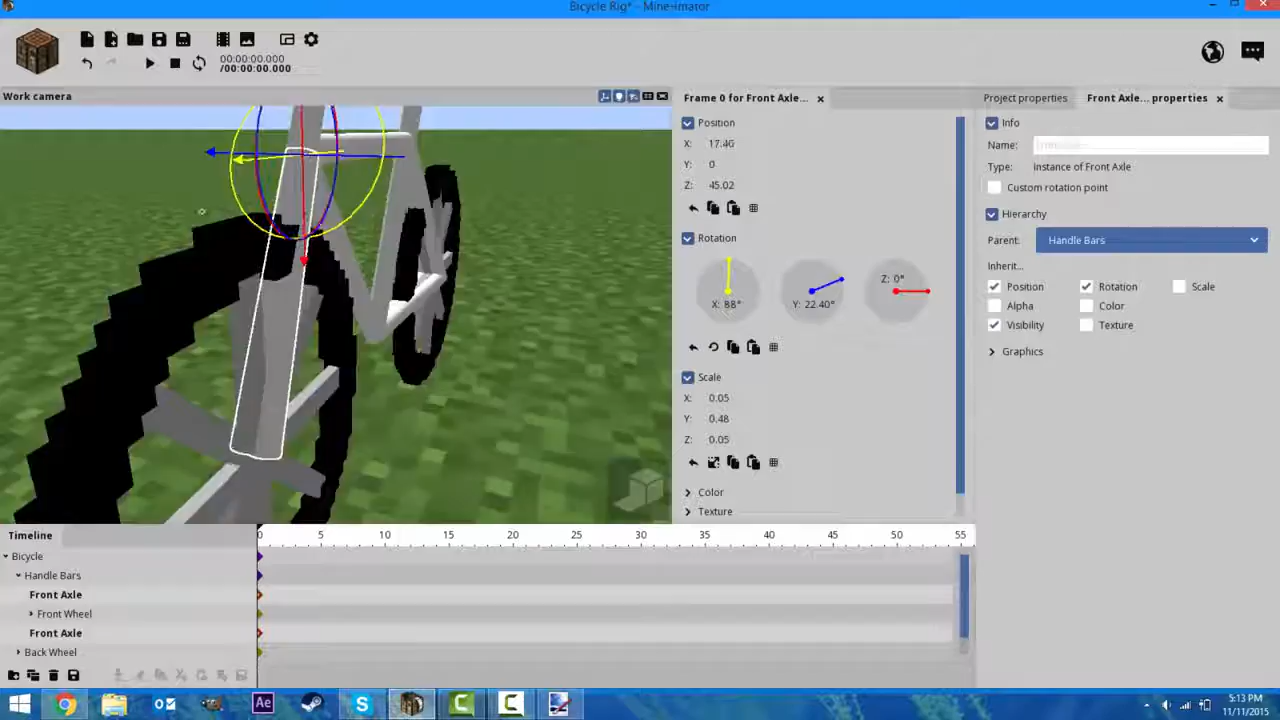 Bicycle Rig* - Mine-imator
00:00:00.000
/00:00:00.000
Work camera
Frame 0 for Front Axle...
Position
X: 17.46
Y: 0
Z: 45.02
Rotation
X: 88° Y: 22.40° Z: 0°
Scale
X: 0.05
Y: 0.48
Z: 0.05
Color
Texture
Project properties Front Axle... properties
Info
Name:
Type: Instance of Front Axle
Custom rotation point
Hierarchy
Parent: Handle Bars
Inherit...
Position Rotation Scale
Alpha Color
Visibility Texture
Graphics
Timeline
0 5 10 15 20 25 30 35 40 45 50 55
Bicycle
Handle Bars
Front Axle
Front Wheel
Front Axle
Back Wheel
Ae
5:13 PM
11/11/2015